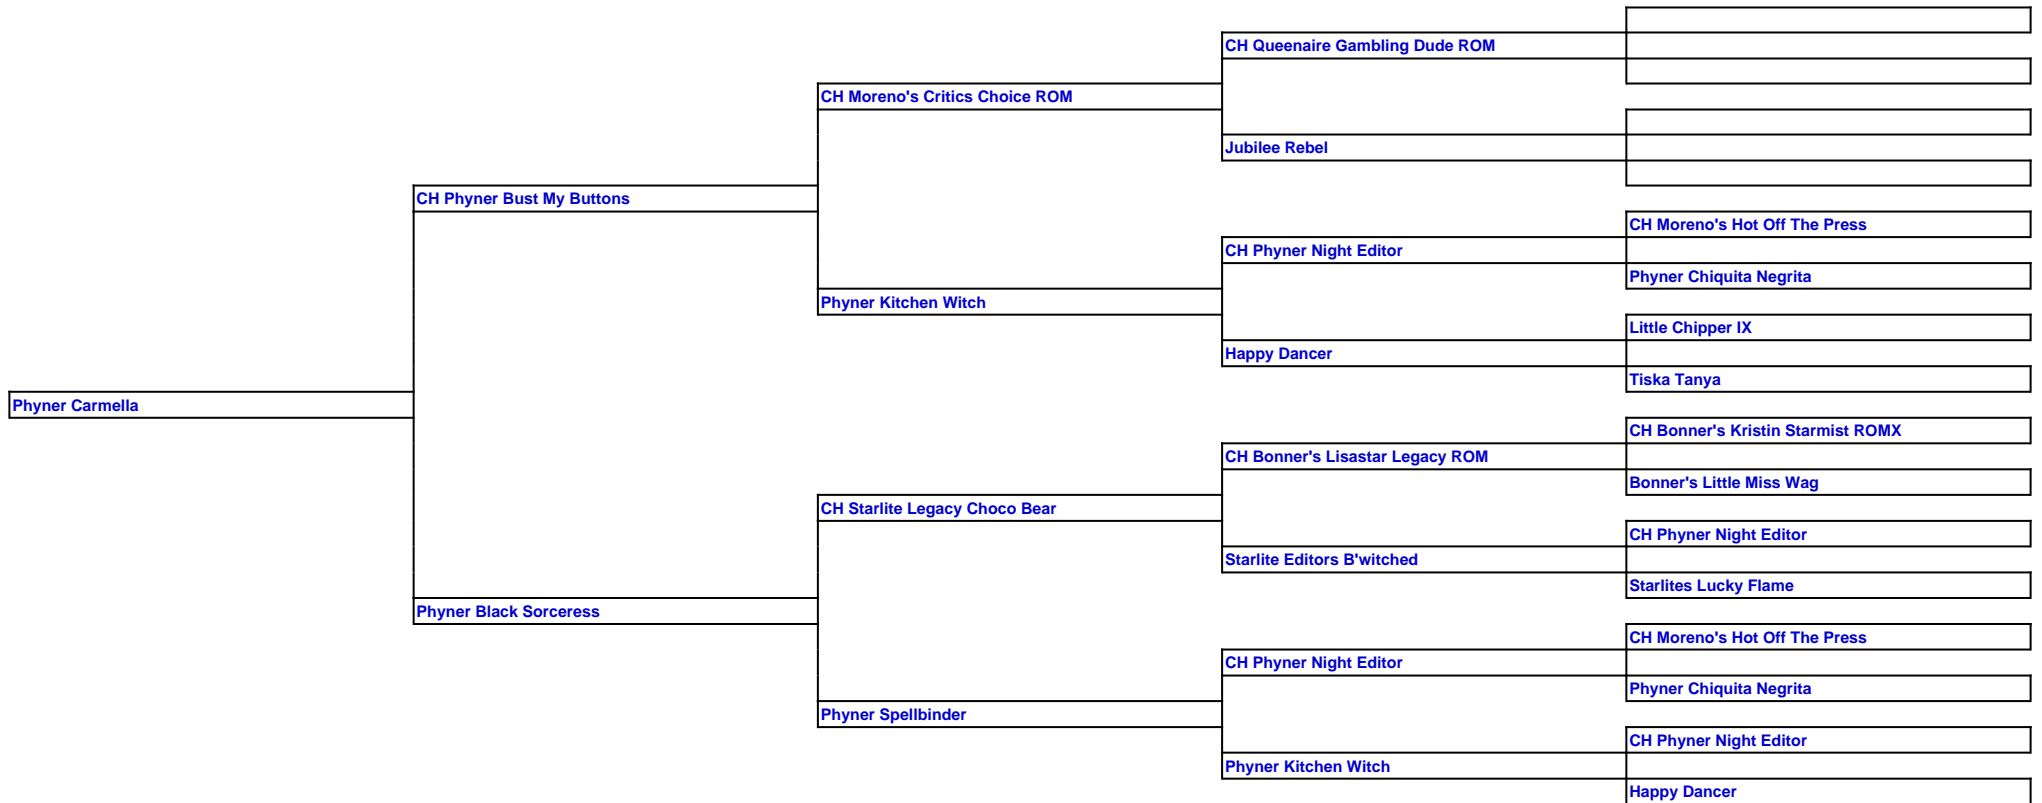 CH Queenaire Gambling Dude ROM
CH Moreno's Critics Choice ROM
Jubilee Rebel
CH Phyner Bust My Buttons
CH Moreno's Hot Off The Press
CH Phyner Night Editor
Phyner Chiquita Negrita
Phyner Kitchen Witch
Little Chipper IX
Happy Dancer
Tiska Tanya
Phyner Carmella
CH Bonner's Kristin Starmist ROMX
CH Bonner's Lisastar Legacy ROM
Bonner's Little Miss Wag
CH Starlite Legacy Choco Bear
CH Phyner Night Editor
Starlite Editors B'witched
Starlites Lucky Flame
Phyner Black Sorceress
CH Moreno's Hot Off The Press
CH Phyner Night Editor
Phyner Chiquita Negrita
Phyner Spellbinder
CH Phyner Night Editor
Phyner Kitchen Witch
Happy Dancer